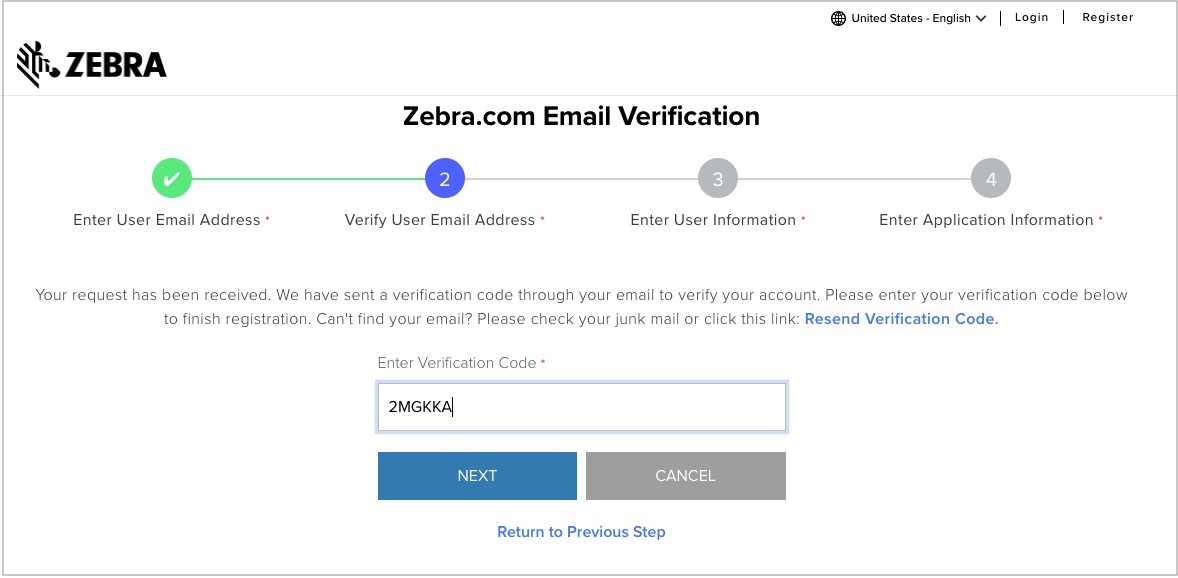 United States - English
Login
Register
ZEBRA
Zebra.com Email Verification
2
3
4
Enter User Email Address *
Verify User Email Address *
Enter User Information *
Enter Application Information *
Your request has been received. We have sent a verification code through your email to verify your account. Please enter your verification code below
to finish registration. Can't find your email? Please check your junk mail or click this link: Resend Verification Code.
Enter Verification Code *
2MGKKA
NEXT
CANCEL
Return to Previous Step